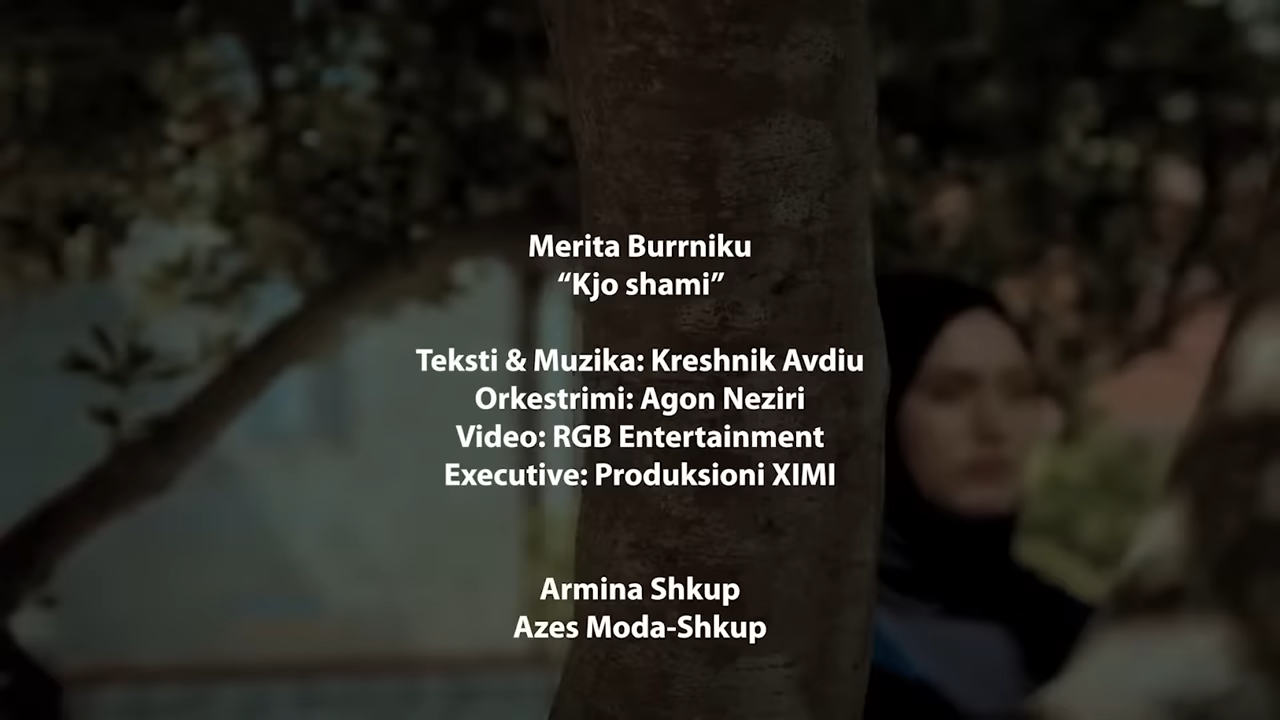 Merita Burrniku
“Kjo shami”
Teksti & Muzika: Kreshnik Avdiu
Orkestrimi: Agon Neziri
Video: RGB Entertainment
Executive: Produksioni XIMI
Armina Shkup
Azes Moda-Shkup